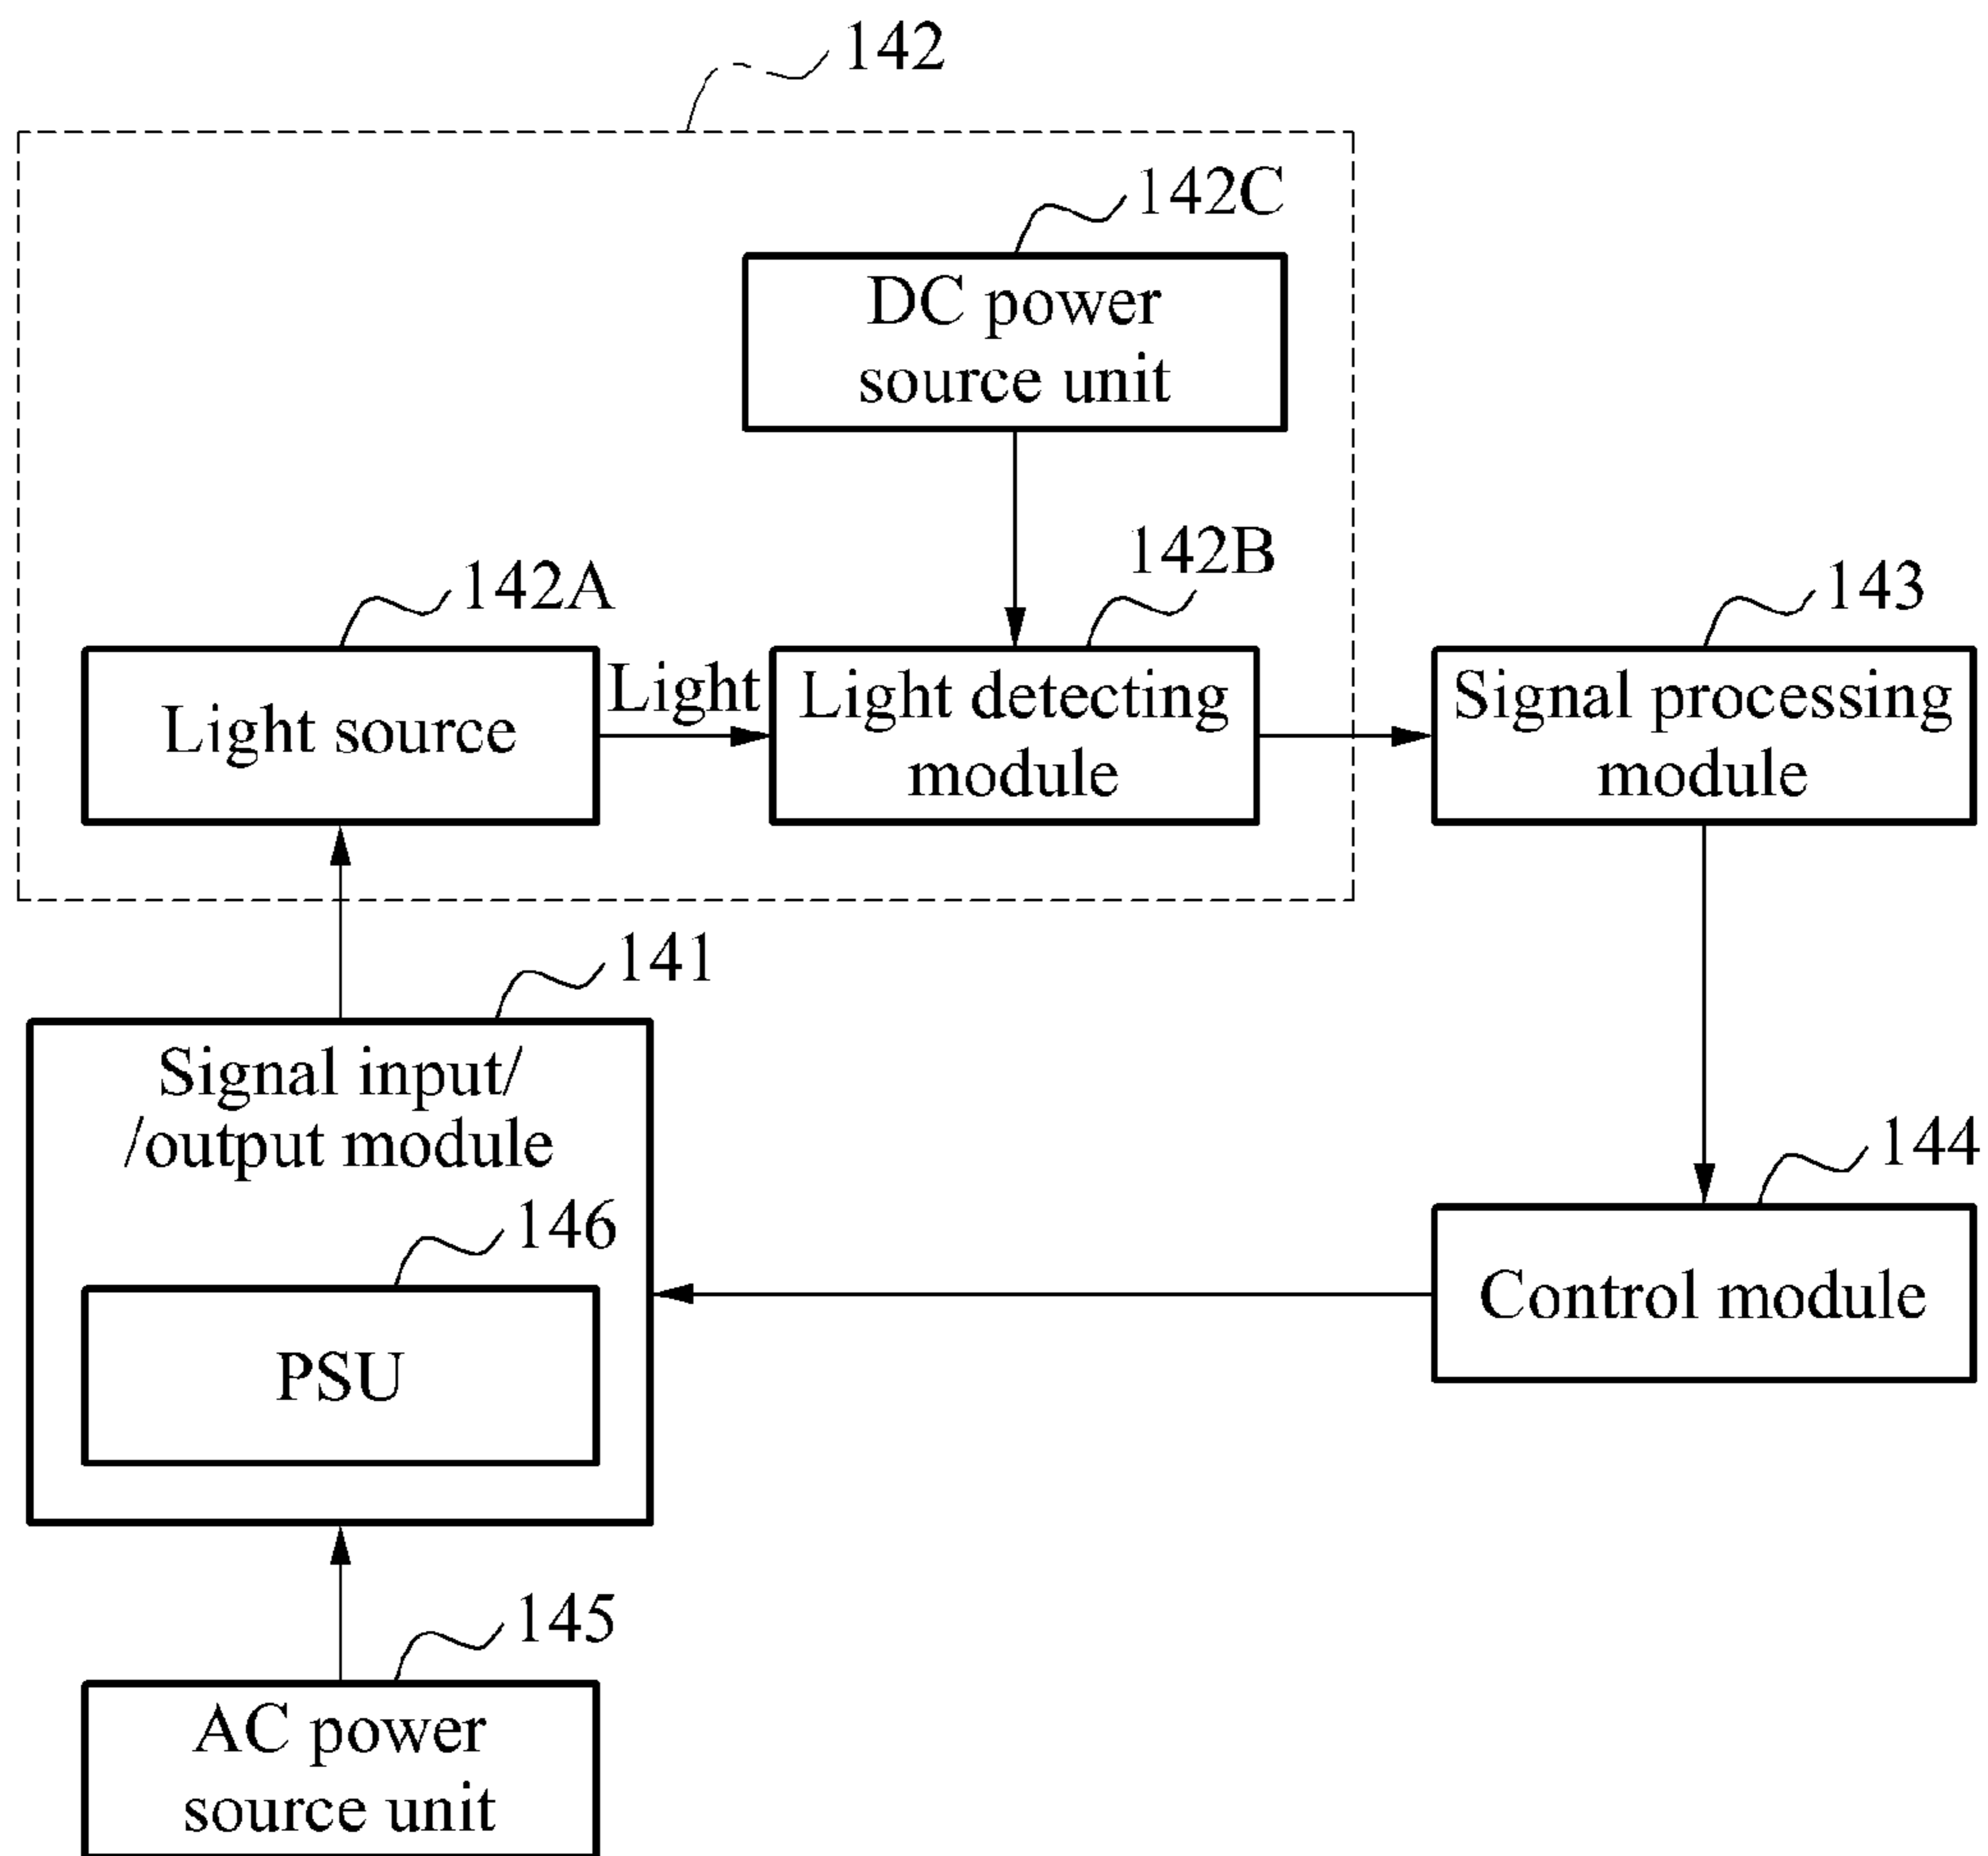 142
142C
DC power
source unit
142A
142B
143
Light source
Light
Light detecting
module
Signal processing
module
141
Signal input/
/output module
146
PSU
144
Control module
145
AC power
source unit